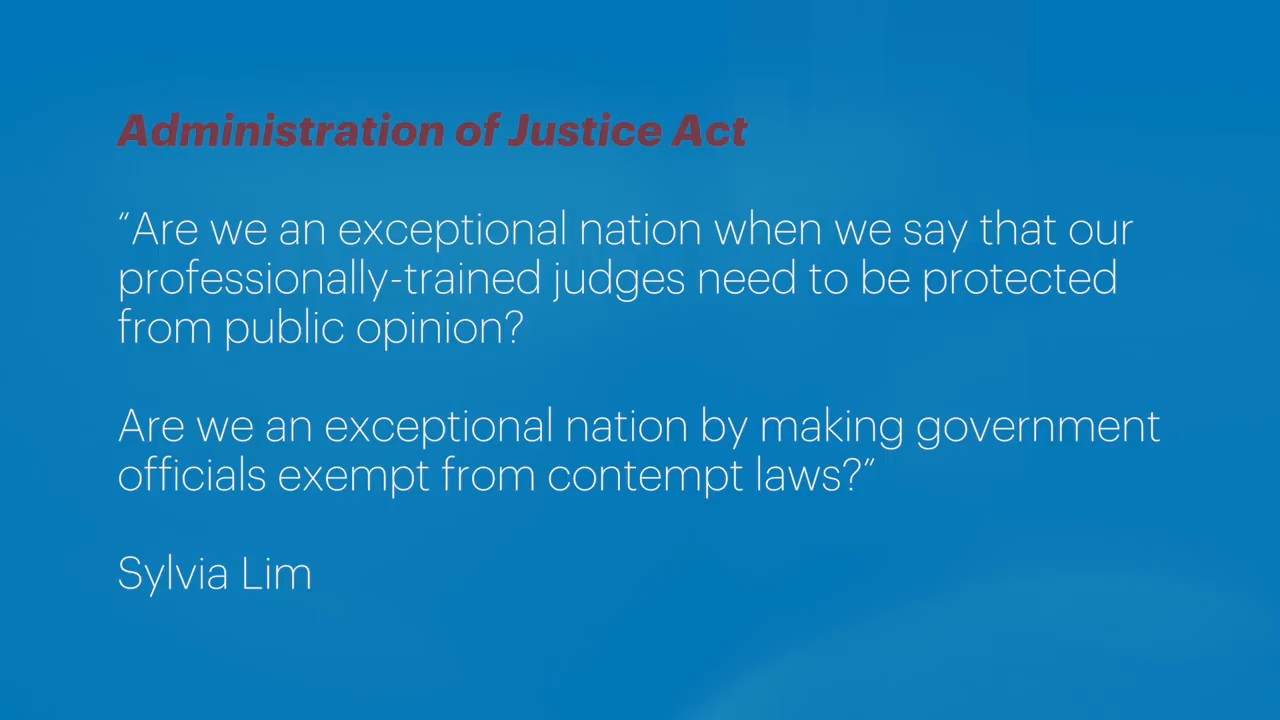 Administration of Justice Act
“Are we an exceptional nation when we say that our
professionally-trained judges need to be protected
from public opinion?
Are we an exceptional nation by making government
officials exempt from contempt laws?”
Sylvia Lim